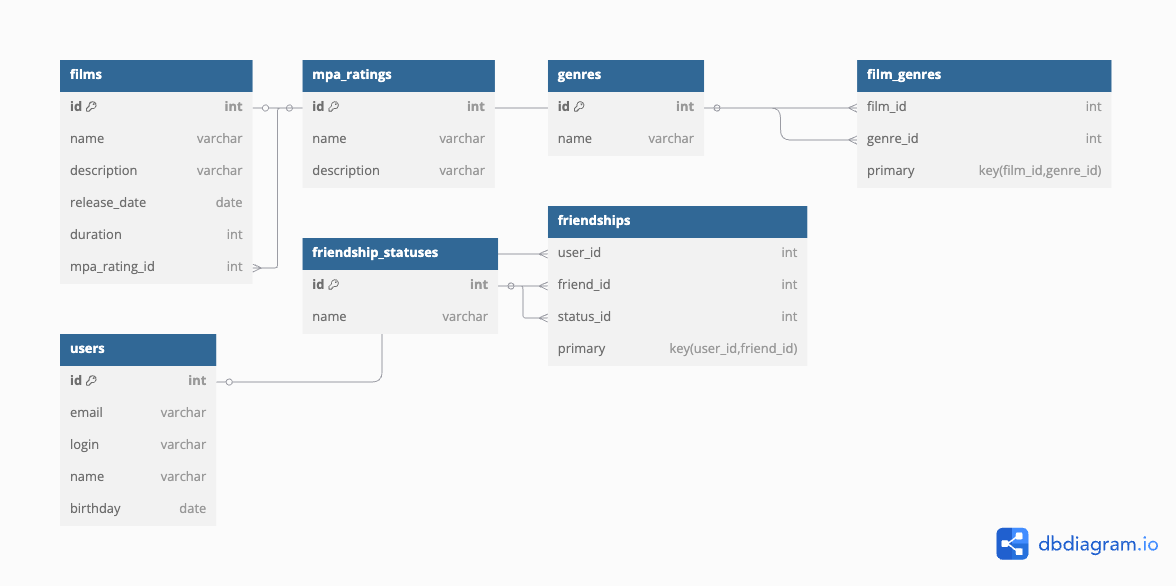 films
id int
name varchar
description varchar
release_date date
duration int
mpa_rating_id int
mpa_ratings
id int
name varchar
description varchar
genres
id int
name varchar
film_genres
film_id int
genre_id int
primary key(film_id,genre_id)
friendship_statuses
id int
name varchar
friendships
user_id int
friend_id int
status_id int
primary key(user_id,friend_id)
users
id int
email varchar
login varchar
name varchar
birthday date
dbdiagram.io